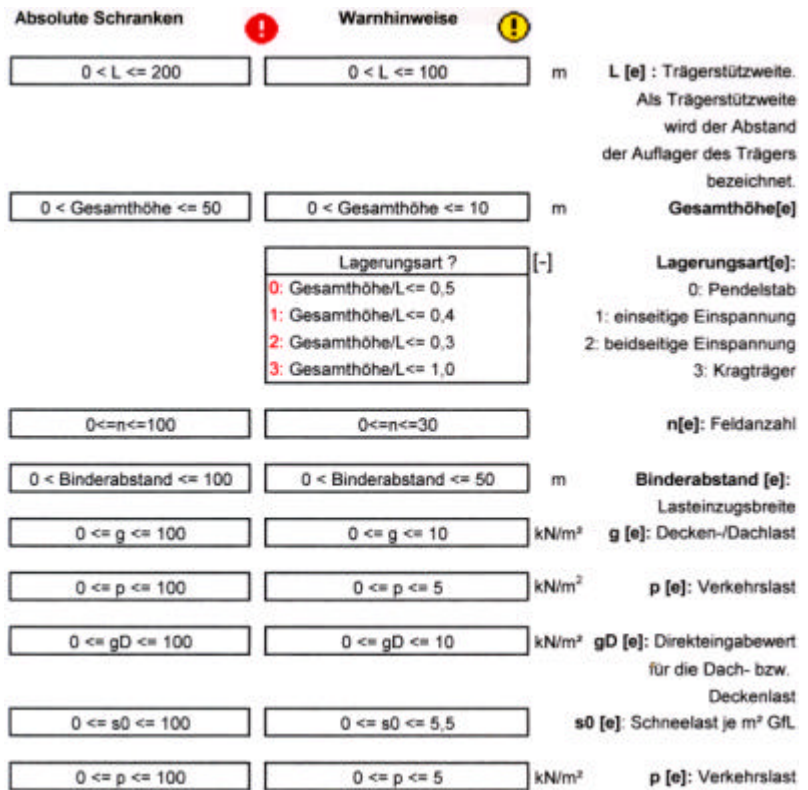 Absolute Schranken Warnhinweise
0 < L <= 200 0 < L <= 100 m L [e] : Trägerstützweite.
Als Trägerstützweite
wird der Abstand
der Auflager des Trägers
bezeichnet.
0 < Gesamthöhe <= 50 0 < Gesamthöhe <= 10 m Gesamthöhe[e]
Lagerungsart ? [-] Lagerungsart[e]:
0: Gesamthöhe/L<= 0,5 0: Pendelstab
1: Gesamthöhe/L<= 0,4 1: einseitige Einspannung
2: Gesamthöhe/L<= 0,3 2: beidseitige Einspannung
3: Gesamthöhe/L<= 1,0 3: Kragträger
0<=n<=100 0<=n<=30 n[e]: Feldanzahl
0 < Binderabstand <= 100 0 < Binderabstand <= 50 m Binderabstand [e]:
Lasteinzugsbreite
0 <= g <= 100 0 <= g <= 10 kN/m² g [e]: Decken-/Dachlast
0 <= p <= 100 0 <= p <= 5 kN/m² p [e]: Verkehrslast
0 <= gD <= 100 0 <= gD <= 10 kN/m² gD [e]: Direkteingabewert
für die Dach- bzw.
Deckenlast
0 <= s0 <= 100 0 <= s0 <= 5,5 s0 [e]: Schneelast je m² GfL
0 <= p <= 100 0 <= p <= 5 kN/m² p [e]: Verkehrslast